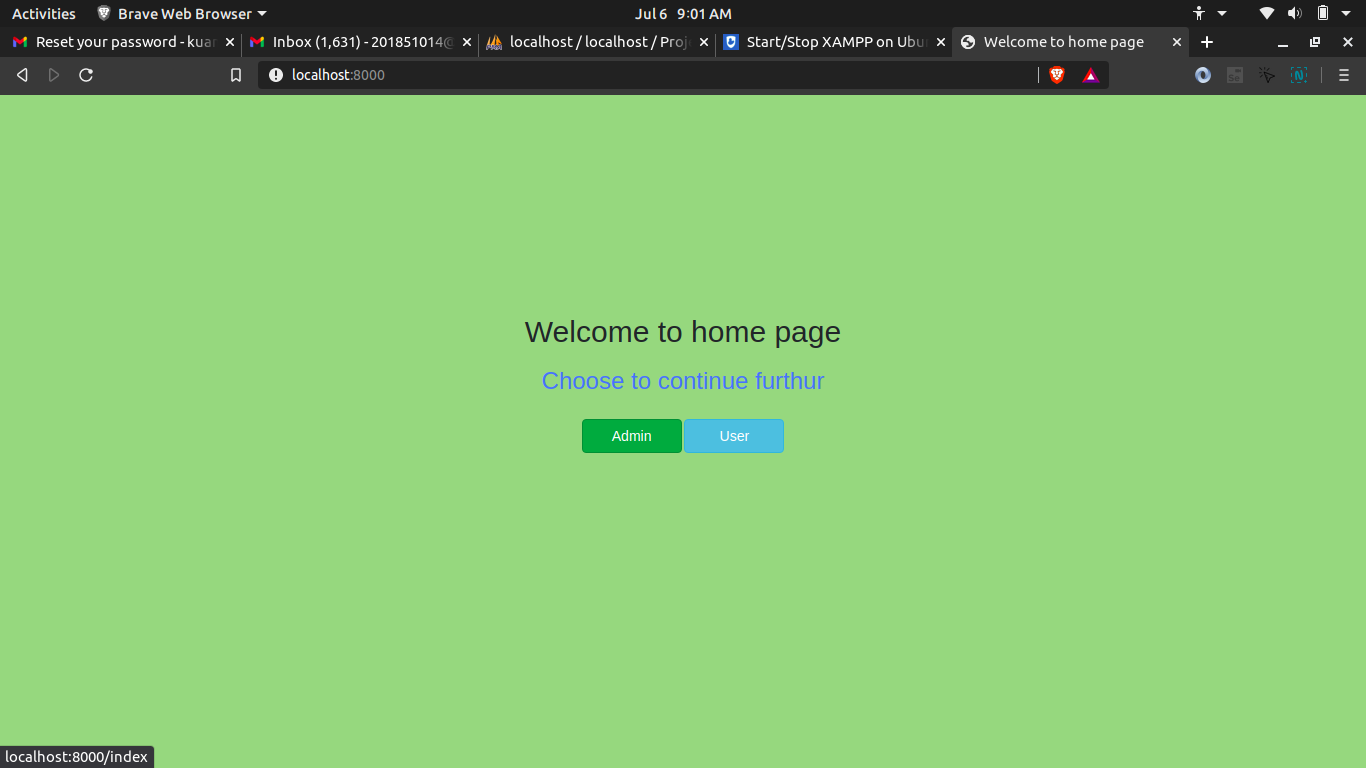 Activities Brave Web Browser Jul 6 9:01 AM
Reset your password - kuar Inbox (1,631) - 201851014@ localhost / localhost / Proj Start/Stop XAMPP on Ubu Welcome to home page
localhost:8000
Welcome to home page
Choose to continue furthur
Admin User
localhost:8000/index